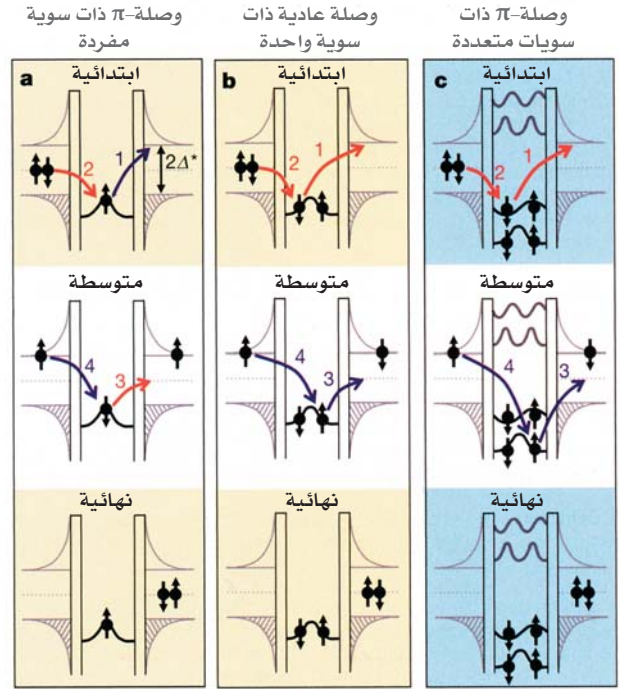 وصلة-π ذات سوية
مفردة
وصلة عادية ذات
سوية واحدة
وصلة-π ذات
سويات متعددة
a
ابتدائية
2
1
2Δ*
b
ابتدائية
2
1
c
ابتدائية
2
1
متوسطة
4
3
متوسطة
4
3
متوسطة
4
3
نهائية
نهائية
نهائية